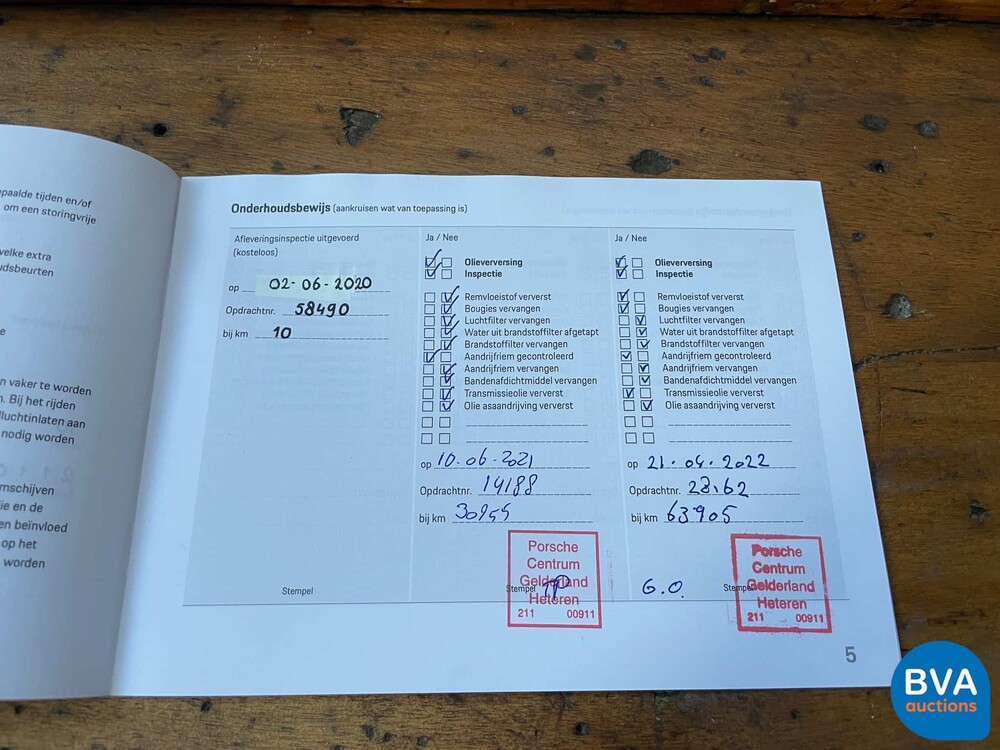 paalde tijden en/of
om een storingvrije
welke extra
udsbeurten
e
n vaker te worden
n. Bij het rijden
lluchtinlaten aan
nodig worden
mschijven
ie en de
en beïnvloed
op het
worden
Onderhoudsbewijs (aankruisen wat van toepassing is)
Afleveringsinspectie uitgevoerd
(kosteloos)
op 02-06-2020
Opdrachtnr. 58490
bij km 10
Stempel
Ja / Nee
Olieverversing
Inspectie
Remvloeistof ververst
Bougies vervangen
Luchtfilter vervangen
Water uit brandstoffilter afgetapt
Brandstoffilter vervangen
Aandrijfriem gecontroleerd
Aandrijfriem vervangen
Bandenafdichtmiddel vervangen
Transmissieolie ververst
Olie asaandrijving ververst
op 10-06-2021
Opdrachtnr. 14188
bij km
Stempel
Porsche
Centrum
Gelderland
Heteren
211 00911
Ja / Nee
Olieverversing
Inspectie
Remvloeistof ververst
Bougies vervangen
Luchtfilter vervangen
Water uit brandstoffilter afgetapt
Brandstoffilter vervangen
Aandrijfriem gecontroleerd
Aandrijfriem vervangen
Bandenafdichtmiddel vervangen
Transmissieolie ververst
Olie asaandrijving ververst
op 21.04.2022
Opdrachtnr.
bij km 63905
G.O. Stempel
Porsche
Centrum
Gelderland
Heteren
211 00911
5
BVA
auctions